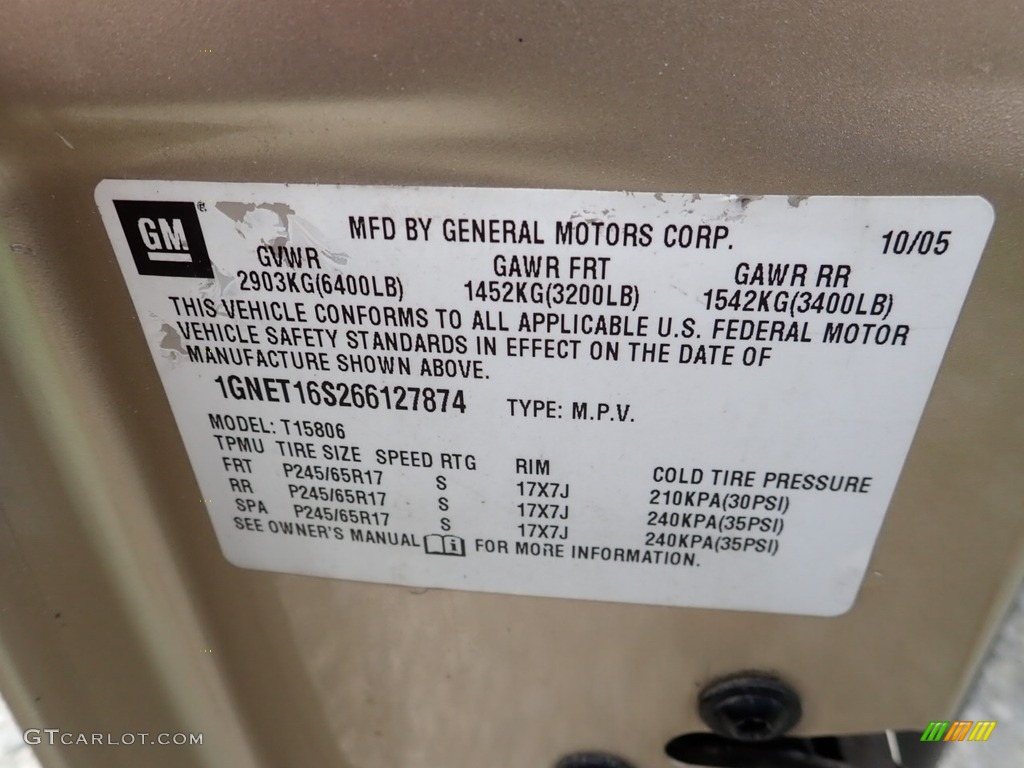 GM ® MFD BY GENERAL MOTORS CORP. 10/05
GVWR GAWR FRT GAWR RR
2903KG(6400LB) 1452KG(3200LB) 1542KG(3400LB)
THIS VEHICLE CONFORMS TO ALL APPLICABLE U.S. FEDERAL MOTOR
VEHICLE SAFETY STANDARDS IN EFFECT ON THE DATE OF
MANUFACTURE SHOWN ABOVE.
1GNET16S266127874 TYPE: M.P.V.
MODEL: T15806
TPMU TIRE SIZE SPEED RTG RIM COLD TIRE PRESSURE
FRT P245/65R17 S 17X7J 210KPA(30PSI)
RR P245/65R17 S 17X7J 240KPA(35PSI)
SPA P245/65R17 S 17X7J 240KPA(35PSI)
SEE OWNER'S MANUAL FOR MORE INFORMATION.
GTCARLOT.COM